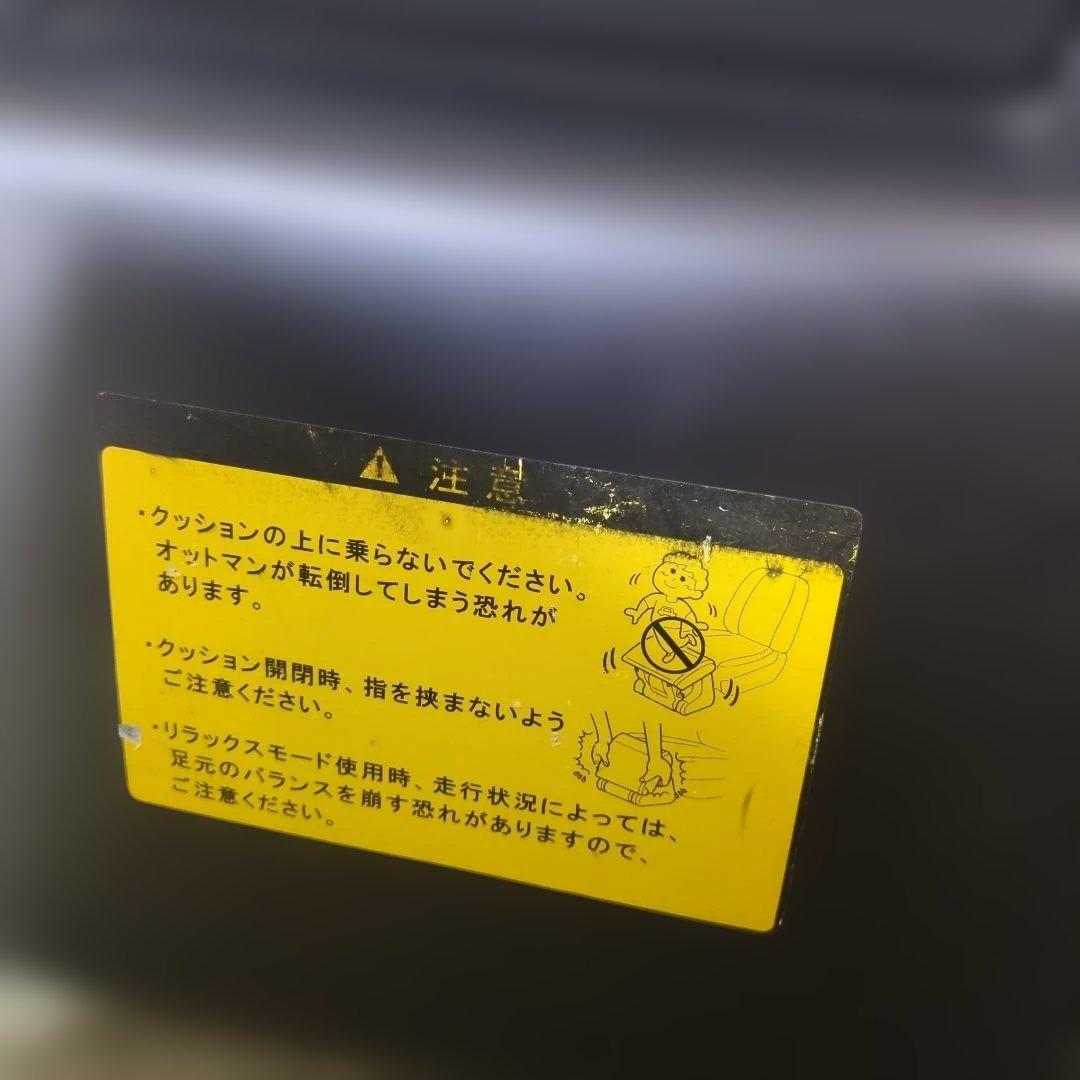 注意
・クッションの上に乗らないでください。
オットマンが転倒してしまう恐れが
あります。
・クッション開閉時、指を挟まないよう
ご注意ください。
・リラックスモード使用時、走行状況によっては、
足元のバランスを崩す恐れがありますので、
ご注意ください。